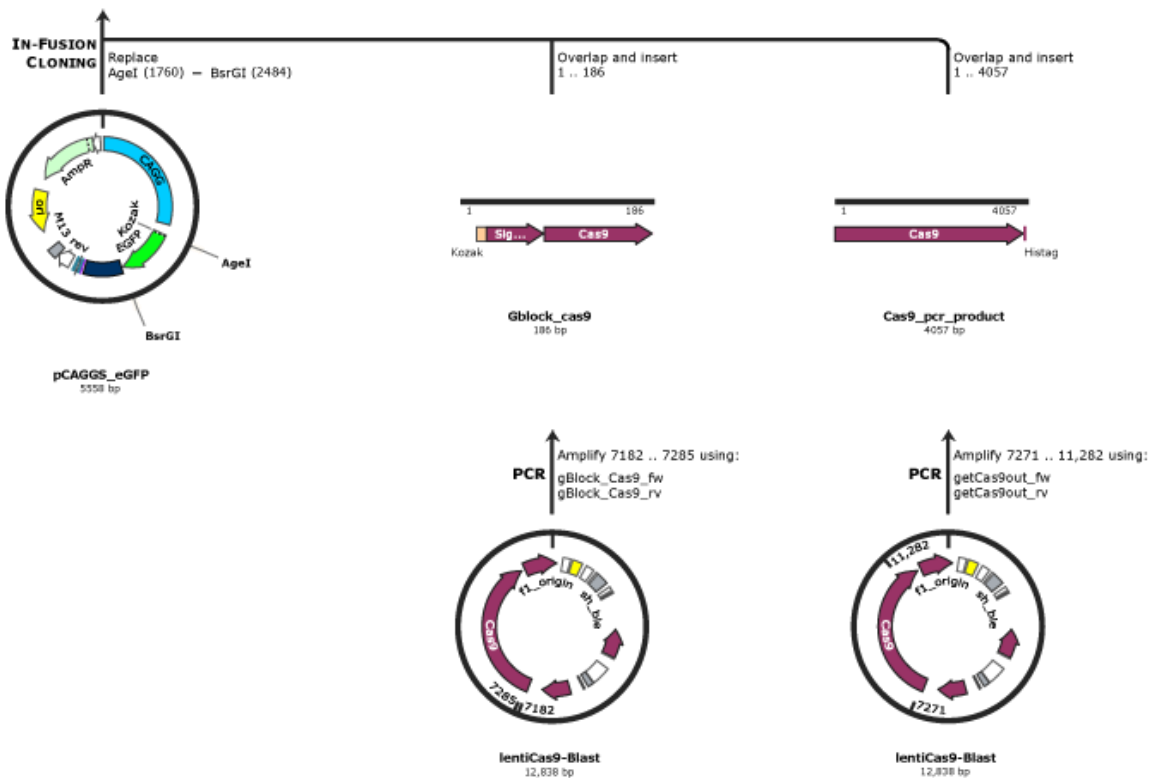 IN-FUSION
CLONING
Replace
AgeI (1760) – BsrGI (2484)
Overlap and insert
1 .. 186
Overlap and insert
1 .. 4057
AmpR
CAGG
ori
M13 rev
Kozak
EGFP
AgeI
BsrGI
pCAGGS_eGFP
5558 bp
1
186
Sig...
Cas9
Kozak
Gblock_cas9
186 bp
1
4057
Cas9
Histag
Cas9_pcr_product
4057 bp
PCR
Amplify 7182 .. 7285 using:
gBlock_Cas9_fw
gBlock_Cas9_rv
PCR
Amplify 7271 .. 11,282 using:
getCas9out_fw
getCas9out_rv
f1_origin
sh_ble
Cas9
7285
7182
lentiCas9-Blast
12,838 bp
11,282
f1_origin
sh_ble
Cas9
7271
lentiCas9-Blast
12,838 bp